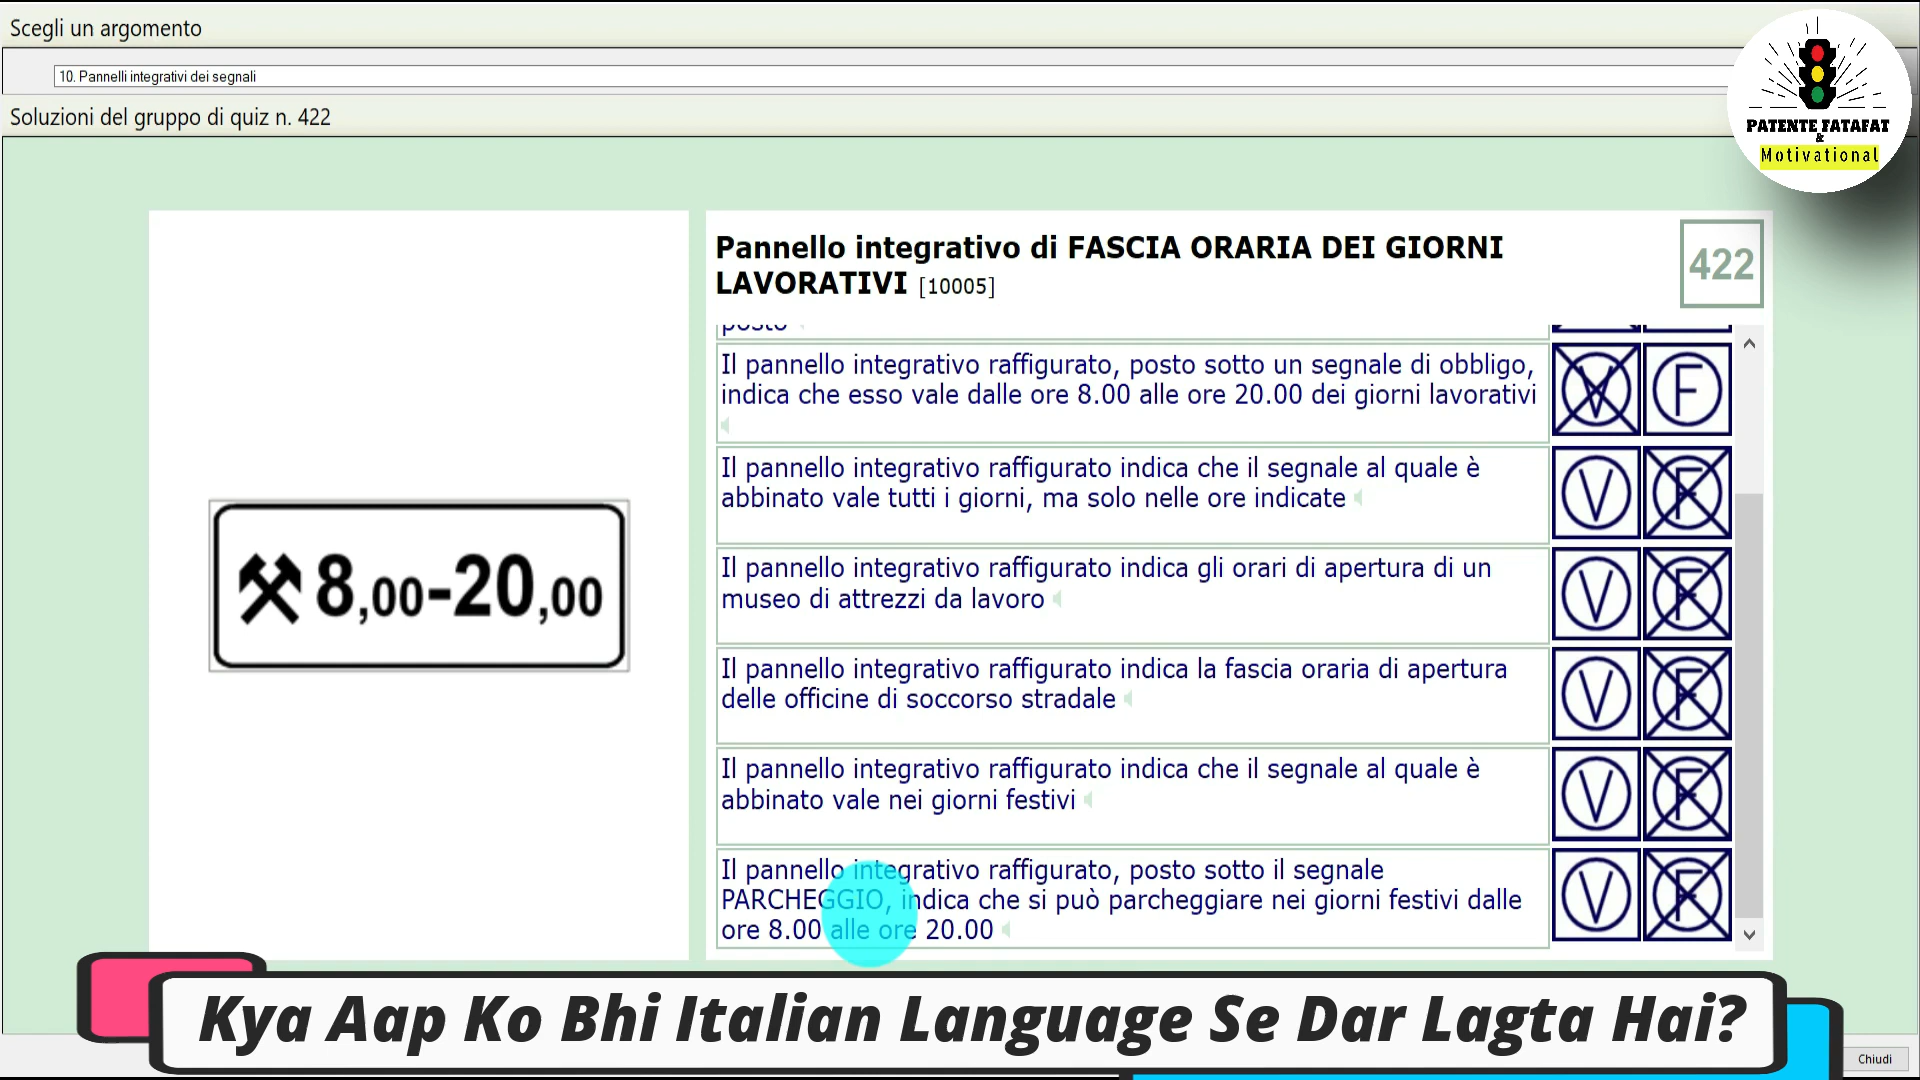 Scegli un argomento
10. Pannelli integrativi dei segnali
Soluzioni del gruppo di quiz n. 422
PATENTE FATAFAT
&
Motivational
Pannello integrativo di FASCIA ORARIA DEI GIORNI
LAVORATIVI [10005]
422
posto
Il pannello integrativo raffigurato, posto sotto un segnale di obbligo,
indica che esso vale dalle ore 8.00 alle ore 20.00 dei giorni lavorativi
V F
Il pannello integrativo raffigurato indica che il segnale al quale è
abbinato vale tutti i giorni, ma solo nelle ore indicate
V F
Il pannello integrativo raffigurato indica gli orari di apertura di un
museo di attrezzi da lavoro
V F
Il pannello integrativo raffigurato indica la fascia oraria di apertura
delle officine di soccorso stradale
V F
Il pannello integrativo raffigurato indica che il segnale al quale è
abbinato vale nei giorni festivi
V F
Il pannello integrativo raffigurato, posto sotto il segnale
PARCHEGGIO, indica che si può parcheggiare nei giorni festivi dalle
ore 8.00 alle ore 20.00
V F
8,00-20,00
Kya Aap Ko Bhi Italian Language Se Dar Lagta Hai?
Chiudi